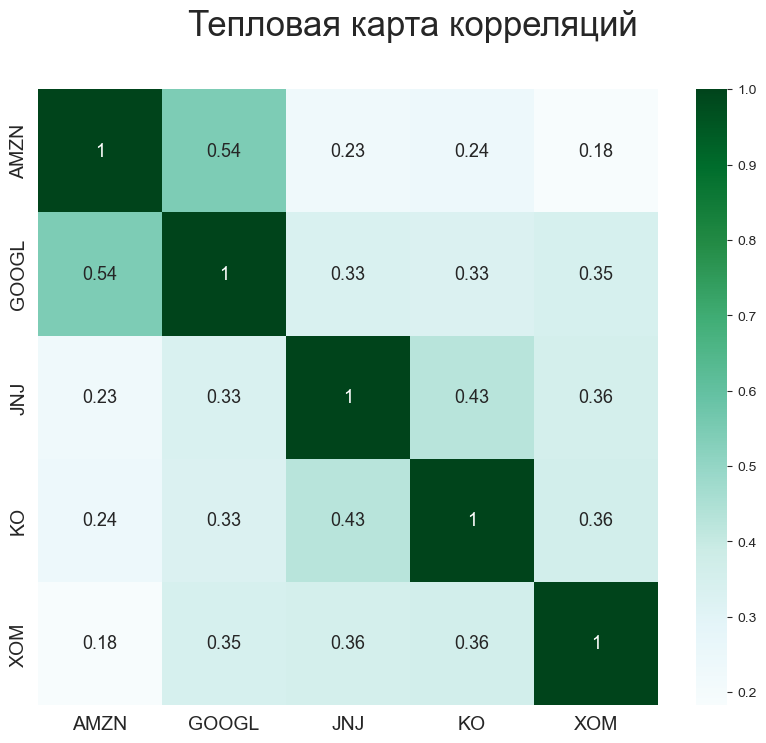 Тепловая карта корреляций
AMZN 1 0.54 0.23 0.24 0.18
GOOGL 0.54 1 0.33 0.33 0.35
JNJ 0.23 0.33 1 0.43 0.36
KO 0.24 0.33 0.43 1 0.36
XOM 0.18 0.35 0.36 0.36 1
AMZN GOOGL JNJ KO XOM
1.0
0.9
0.8
0.7
0.6
0.5
0.4
0.3
0.2